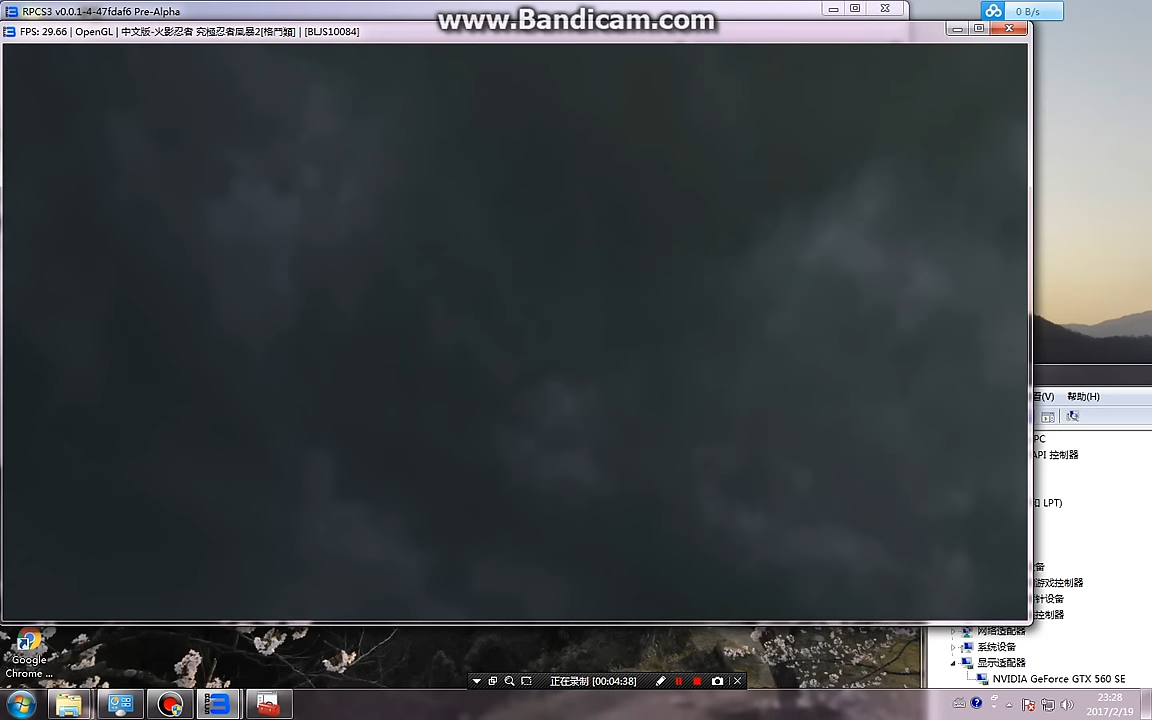 RPCS3 v0.0.1-4-47fdaf6 Pre-Alpha
www.Bandicam.com
0 B/s
FPS: 29.66 | OpenGL | 中文版-火影忍者 究極忍者風暴2[格鬥類] | [BLJS10084]
(V) 帮助(H)
PC
API 控制器
和 LPT)
备
游戏控制器
针设备
控制器
网络适配器
系统设备
显示适配器
NVIDIA GeForce GTX 560 SE
Google
Chrome ...
正在录制 [00:04:38]
23:28
2017/2/19